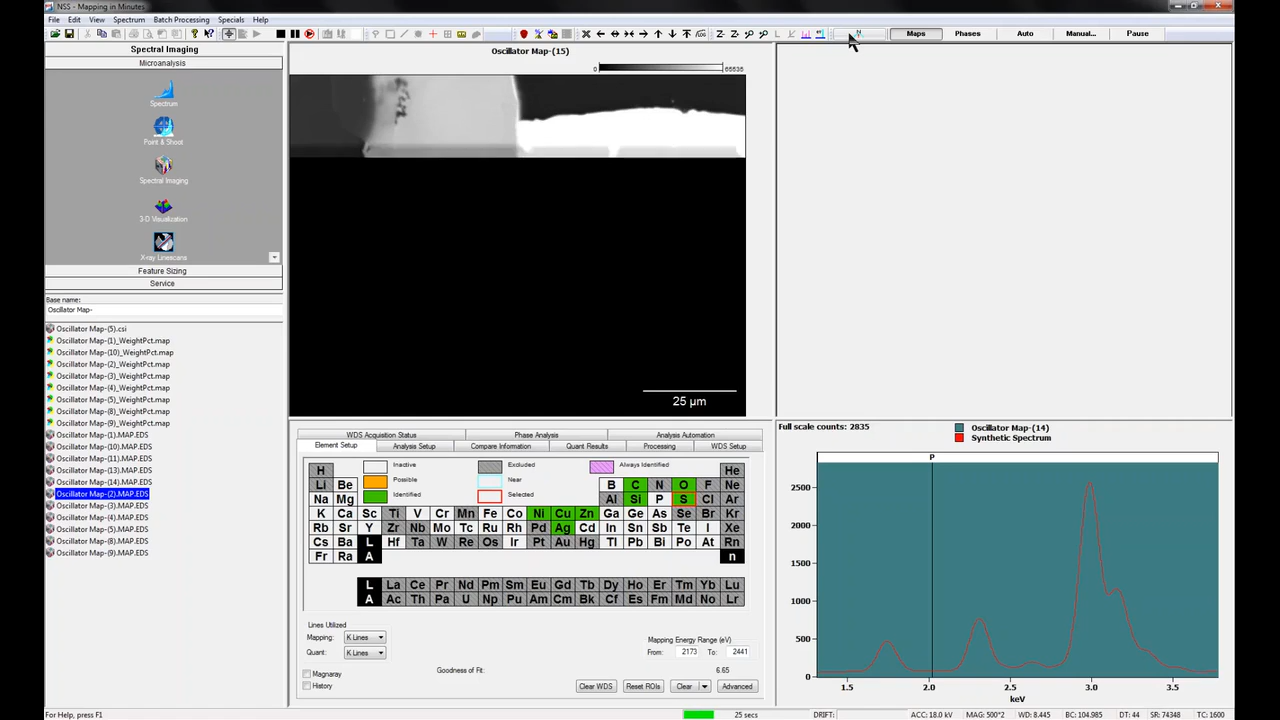 NSS - Mapping in Minutes
File Edit View Spectrum Batch Processing Specials Help
Maps Phases Auto Manual... Pause
Spectral Imaging
Microanalysis
Spectrum
Point & Shoot
Spectral Imaging
3-D Visualization
X-ray Linescans
Feature Sizing
Service
Base name:
Oscillator Map-
Oscillator Map-(5).csi
Oscillator Map-(1)_WeightPct.map
Oscillator Map-(10)_WeightPct.map
Oscillator Map-(2)_WeightPct.map
Oscillator Map-(3)_WeightPct.map
Oscillator Map-(4)_WeightPct.map
Oscillator Map-(5)_WeightPct.map
Oscillator Map-(8)_WeightPct.map
Oscillator Map-(9)_WeightPct.map
Oscillator Map-(1).MAP.EDS
Oscillator Map-(10).MAP.EDS
Oscillator Map-(11).MAP.EDS
Oscillator Map-(13).MAP.EDS
Oscillator Map-(14).MAP.EDS
Oscillator Map-(2).MAP.EDS
Oscillator Map-(3).MAP.EDS
Oscillator Map-(4).MAP.EDS
Oscillator Map-(5).MAP.EDS
Oscillator Map-(8).MAP.EDS
Oscillator Map-(9).MAP.EDS
Oscillator Map-(15)
0 65535
25 µm
WDS Acquisition Status Phase Analysis Analysis Automation
Element Setup Analysis Setup Compare Information Quant Results Processing WDS Setup
Inactive Excluded Always Identified
Possible Near
Identified Selected
H He
Li Be B C N O F Ne
Na Mg Al Si P S Cl Ar
K Ca Sc Ti V Cr Mn Fe Co Ni Cu Zn Ga Ge As Se Br Kr
Rb Sr Y Zr Nb Mo Tc Ru Rh Pd Ag Cd In Sn Sb Te I Xe
Cs Ba L Hf Ta W Re Os Ir Pt Au Hg Tl Pb Bi Po At Rn
Fr Ra A n
L La Ce Pr Nd Pm Sm Eu Gd Tb Dy Ho Er Tm Yb Lu
A Ac Th Pa U Np Pu Am Cm Bk Cf Es Fm Md No Lr
Lines Utilized
Mapping: K Lines
Quant: K Lines
Mapping Energy Range (eV)
From: 2173 To: 2441
Magnaray
History
Goodness of Fit: 6.65
Clear WDS Reset ROIs Clear Advanced
Full scale counts: 2835
Oscillator Map-(14)
Synthetic Spectrum
P
2500
2000
1500
1000
500
0
1.5 2.0 2.5 3.0 3.5
keV
For Help, press F1 25 secs DRIFT: ACC: 18.0 kV MAG: 500*2 WD: 8.445 BC: 104.985 DT: 44 SR: 74348 TC: 1600